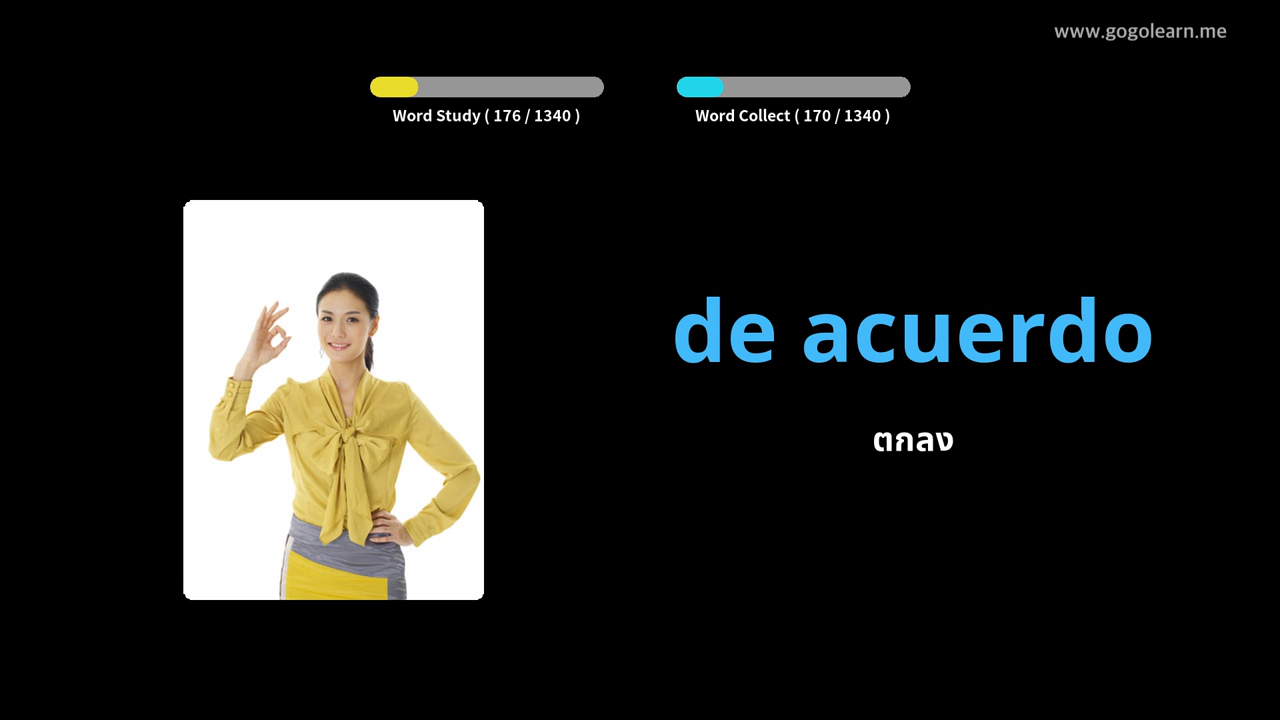 www.gogolearn.me
Word Study ( 176 / 1340 )
Word Collect ( 170 / 1340 )
de acuerdo
ตกลง